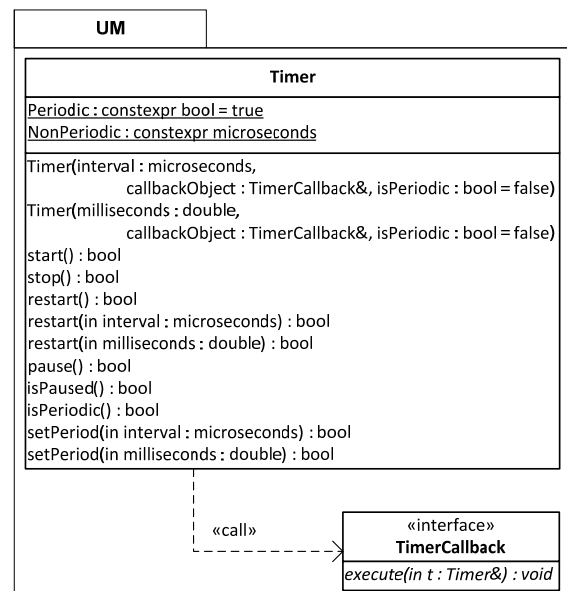 UM
Timer
Periodic : constexpr bool = true
NonPeriodic : constexpr microseconds
Timer(interval : microseconds,
callbackObject : TimerCallback&, isPeriodic : bool = false)
Timer(milliseconds : double,
callbackObject : TimerCallback&, isPeriodic : bool = false)
start() : bool
stop() : bool
restart() : bool
restart(in interval : microseconds) : bool
restart(in milliseconds : double) : bool
pause() : bool
isPaused() : bool
isPeriodic() : bool
setPeriod(in interval : microseconds) : bool
setPeriod(in milliseconds : double) : bool
«call»
«interface»
TimerCallback
execute(in t : Timer&) : void